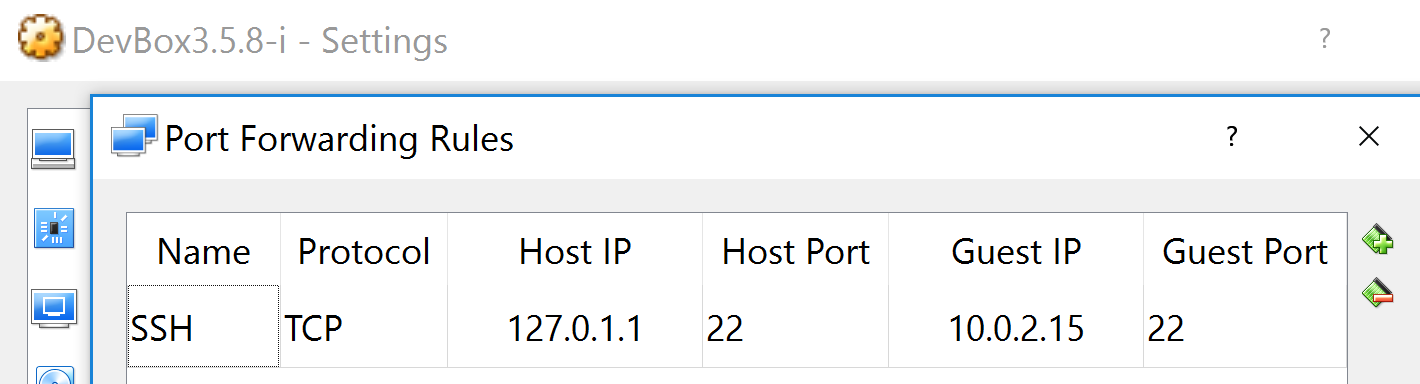 DevBox3.5.8-i - Settings ?
Port Forwarding Rules ?
Name Protocol Host IP Host Port Guest IP Guest Port
SSH TCP 127.0.1.1 22 10.0.2.15 22